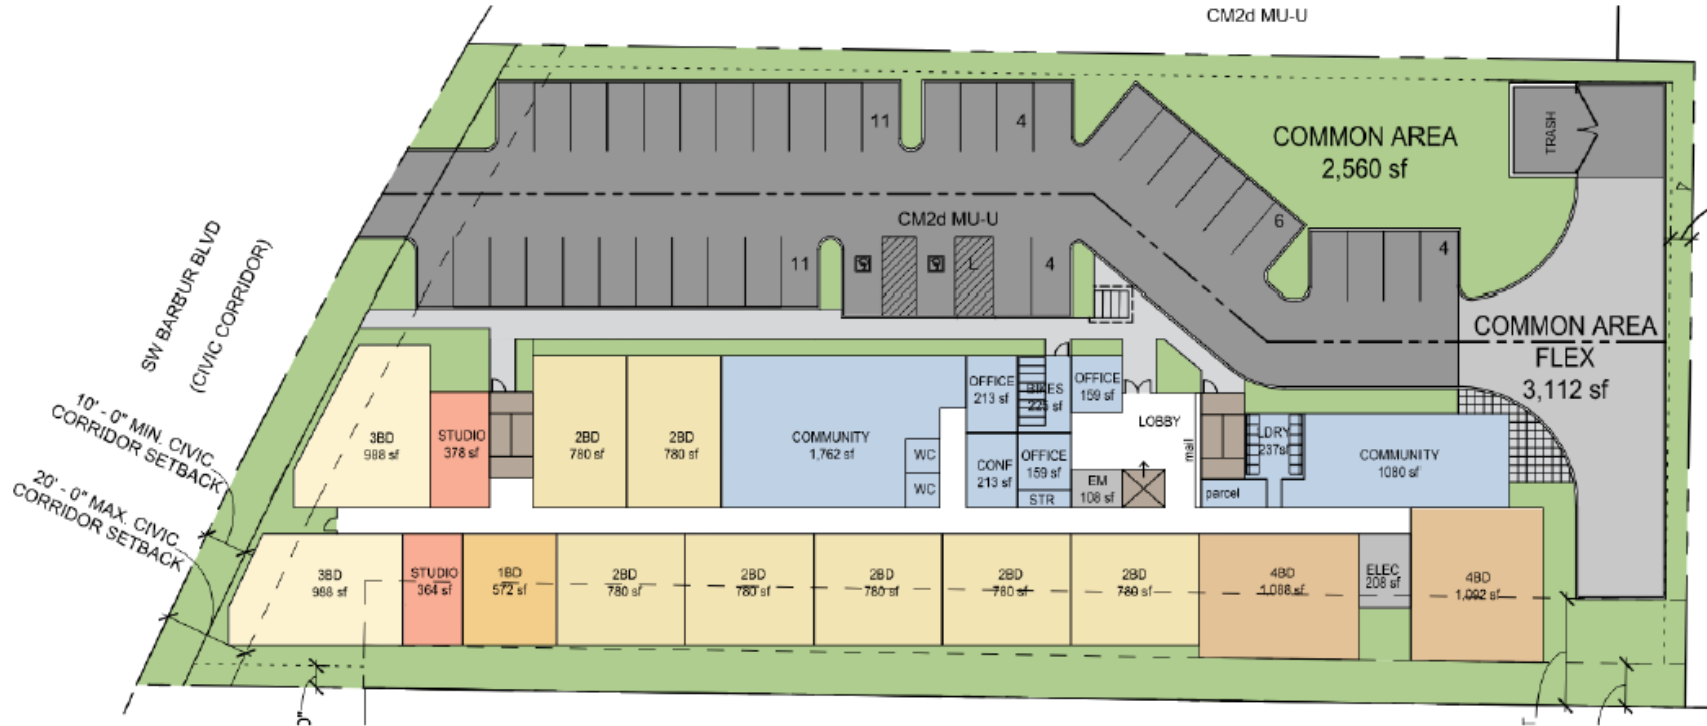 CM2d MU-U
11
4
COMMON AREA
2,560 sf
TRASH
6
CM2d MU-U
11
L
4
4
SW BARBUR BLVD
(CIVIC CORRIDOR)
COMMON AREA
FLEX
3,112 sf
10' - 0" MIN. CIVIC
CORRIDOR SETBACK
20' - 0" MAX. CIVIC
CORRIDOR SETBACK
3BD
988 sf
STUDIO
378 sf
2BD
780 sf
2BD
780 sf
COMMUNITY
1,762 sf
WC
WC
OFFICE
213 sf
BIKES
225 sf
OFFICE
159 sf
CONF
213 sf
OFFICE
159 sf
STR
LOBBY
mail
EM
108 sf
LDRY
237sf
parcel
COMMUNITY
1080 sf
3BD
988 sf
STUDIO
364 sf
1BD
572 sf
2BD
780 sf
2BD
780 sf
2BD
780 sf
2BD
780 sf
2BD
780 sf
4BD
1,088 sf
ELEC
208 sf
4BD
1,092 sf